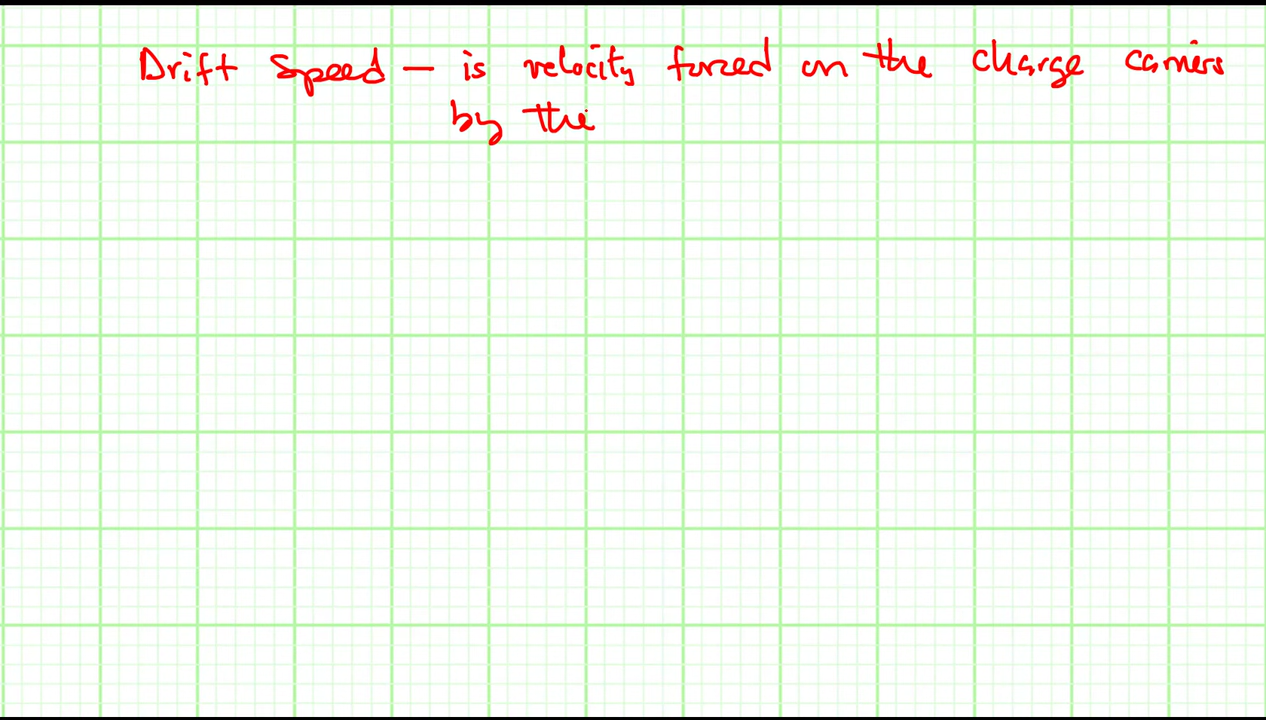 Drift Speed — is velocity forced on the charge carriers
by the